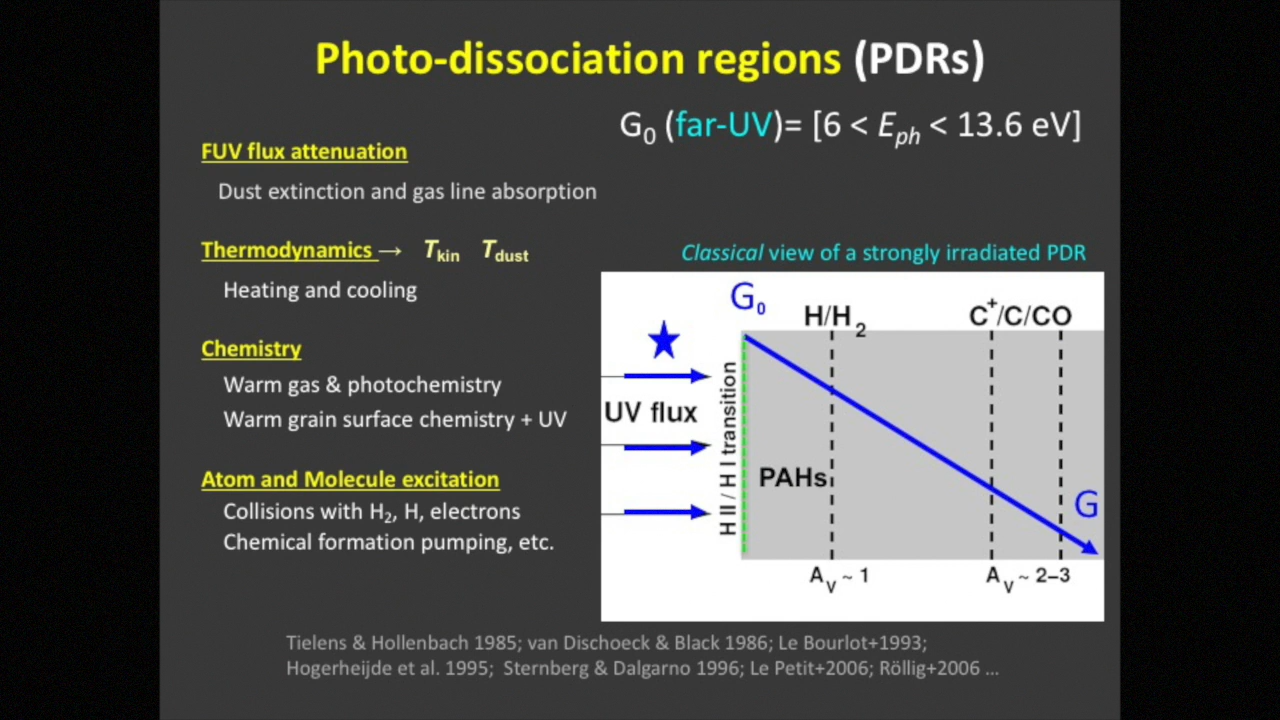 Photo-dissociation regions (PDRs)
G₀ (far-UV)= [6 < Eₚₕ < 13.6 eV]
FUV flux attenuation
Dust extinction and gas line absorption
Thermodynamics → Tkin Tdust
Heating and cooling
Chemistry
Warm gas & photochemistry
Warm grain surface chemistry + UV
Atom and Molecule excitation
Collisions with H₂, H, electrons
Chemical formation pumping, etc.
Classical view of a strongly irradiated PDR
G₀
H/H₂
C⁺/C/CO
UV flux
H II / H I transition
PAHs
G
Aᵥ ~ 1
Aᵥ ~ 2–3
Tielens & Hollenbach 1985; van Dischoeck & Black 1986; Le Bourlot+1993;
Hogerheijde et al. 1995; Sternberg & Dalgarno 1996; Le Petit+2006; Röllig+2006 ...